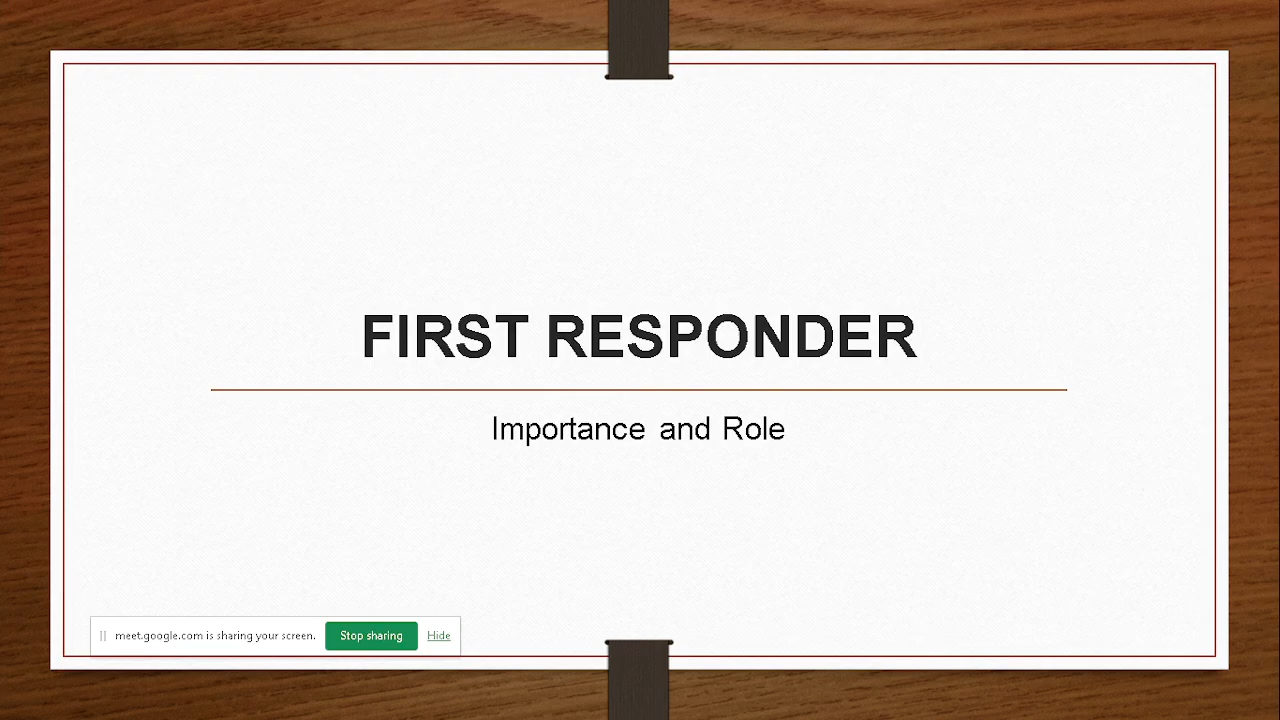 FIRST RESPONDER
Importance and Role
meet.google.com is sharing your screen. Stop sharing Hide